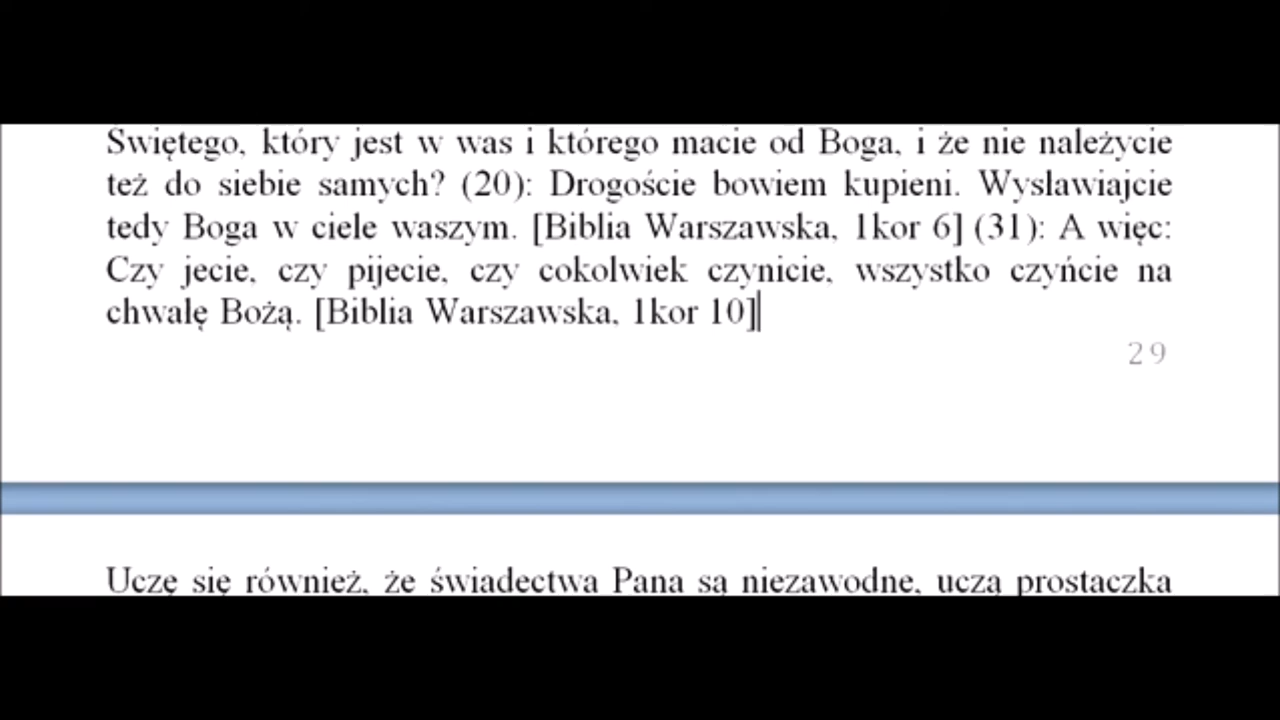 Świętego, który jest w was i którego macie od Boga, i że nie należycie
też do siebie samych? (20): Drogoście bowiem kupieni. Wysławiajcie
tedy Boga w ciele waszym. [Biblia Warszawska, 1kor 6] (31): A więc:
Czy jecie, czy pijecie, czy cokolwiek czynicie, wszystko czyńcie na
chwałę Bożą. [Biblia Warszawska, 1kor 10]
29
Uczę się również, że świadectwa Pana są niezawodne, uczą prostaczka